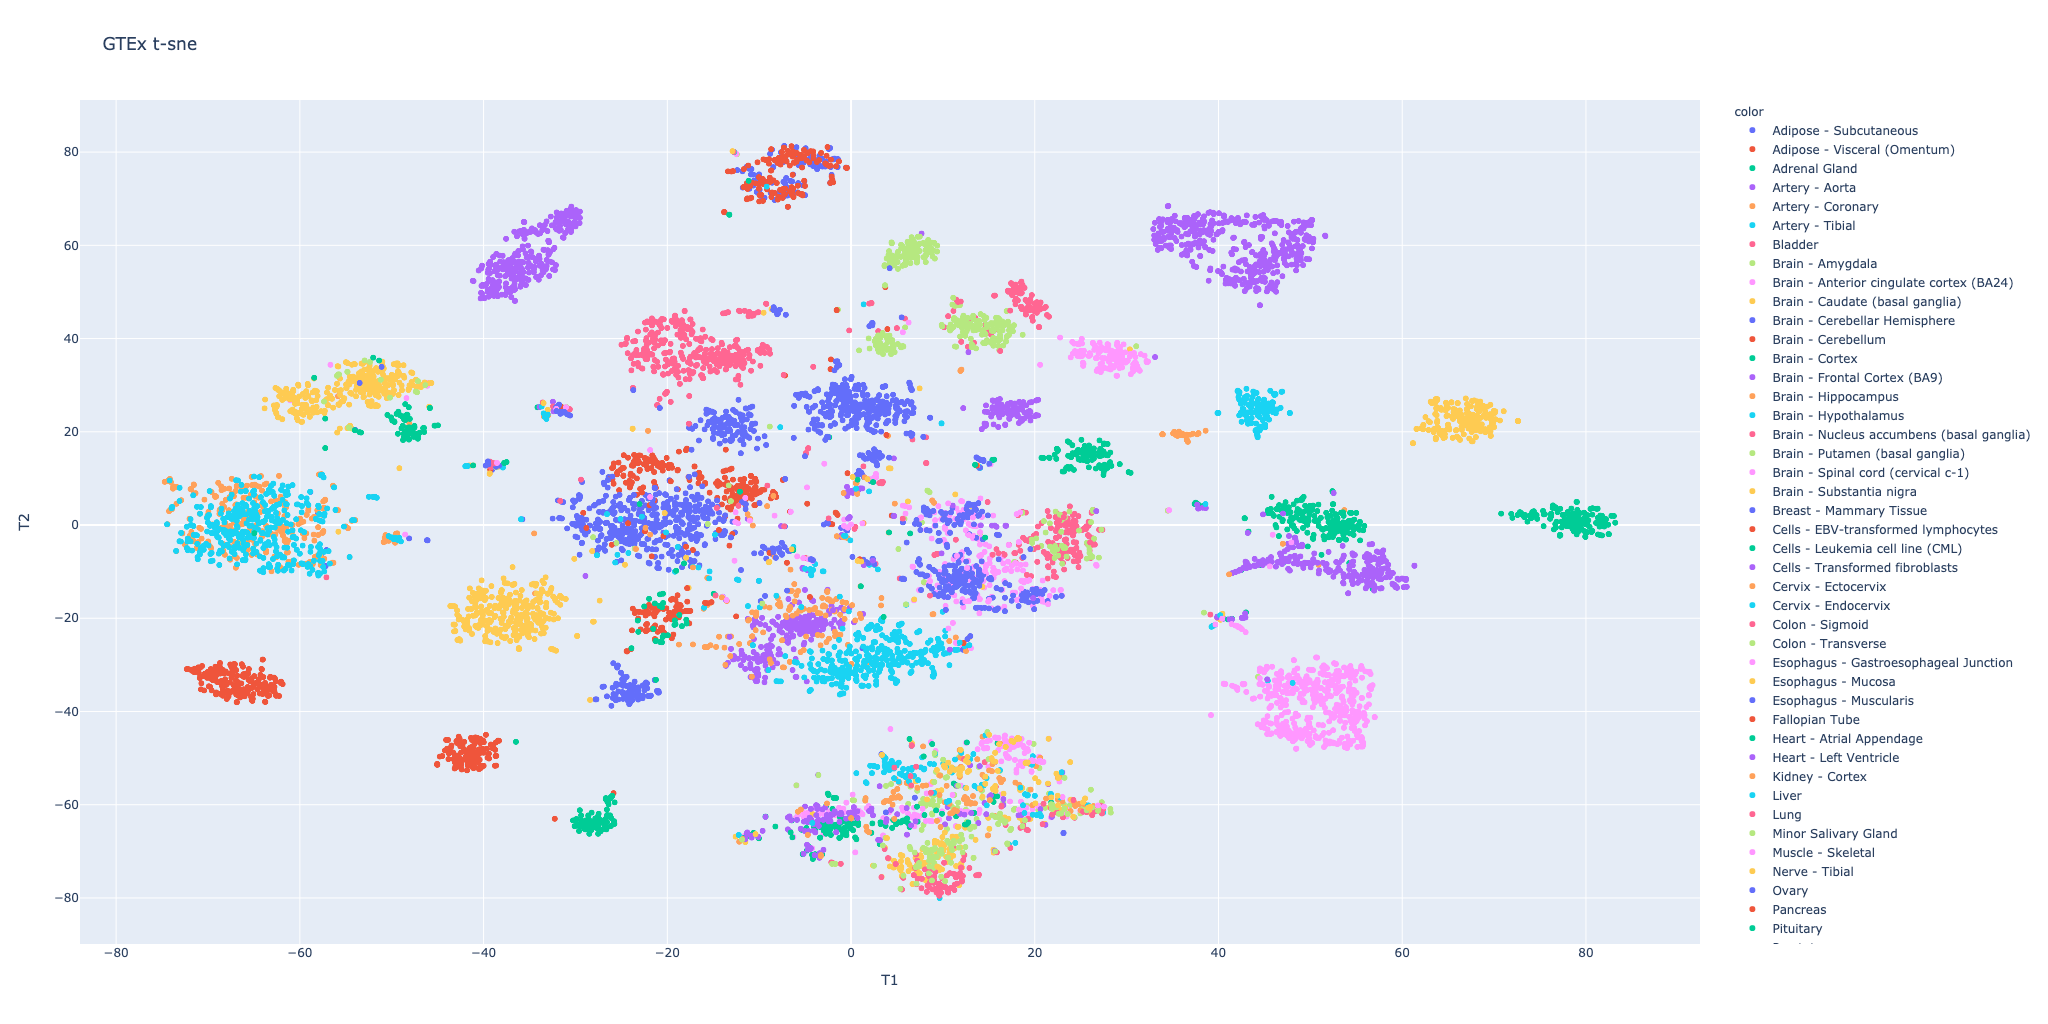 GTEx t-sne
color
Adipose - Subcutaneous
Adipose - Visceral (Omentum)
Adrenal Gland
Artery - Aorta
Artery - Coronary
Artery - Tibial
Bladder
Brain - Amygdala
Brain - Anterior cingulate cortex (BA24)
Brain - Caudate (basal ganglia)
Brain - Cerebellar Hemisphere
Brain - Cerebellum
Brain - Cortex
Brain - Frontal Cortex (BA9)
Brain - Hippocampus
Brain - Hypothalamus
Brain - Nucleus accumbens (basal ganglia)
Brain - Putamen (basal ganglia)
Brain - Spinal cord (cervical c-1)
Brain - Substantia nigra
Breast - Mammary Tissue
Cells - EBV-transformed lymphocytes
Cells - Leukemia cell line (CML)
Cells - Transformed fibroblasts
Cervix - Ectocervix
Cervix - Endocervix
Colon - Sigmoid
Colon - Transverse
Esophagus - Gastroesophageal Junction
Esophagus - Mucosa
Esophagus - Muscularis
Fallopian Tube
Heart - Atrial Appendage
Heart - Left Ventricle
Kidney - Cortex
Liver
Lung
Minor Salivary Gland
Muscle - Skeletal
Nerve - Tibial
Ovary
Pancreas
Pituitary
80
60
40
20
0
−20
−40
−60
−80
T2
−80 −60 −40 −20 0 20 40 60 80
T1